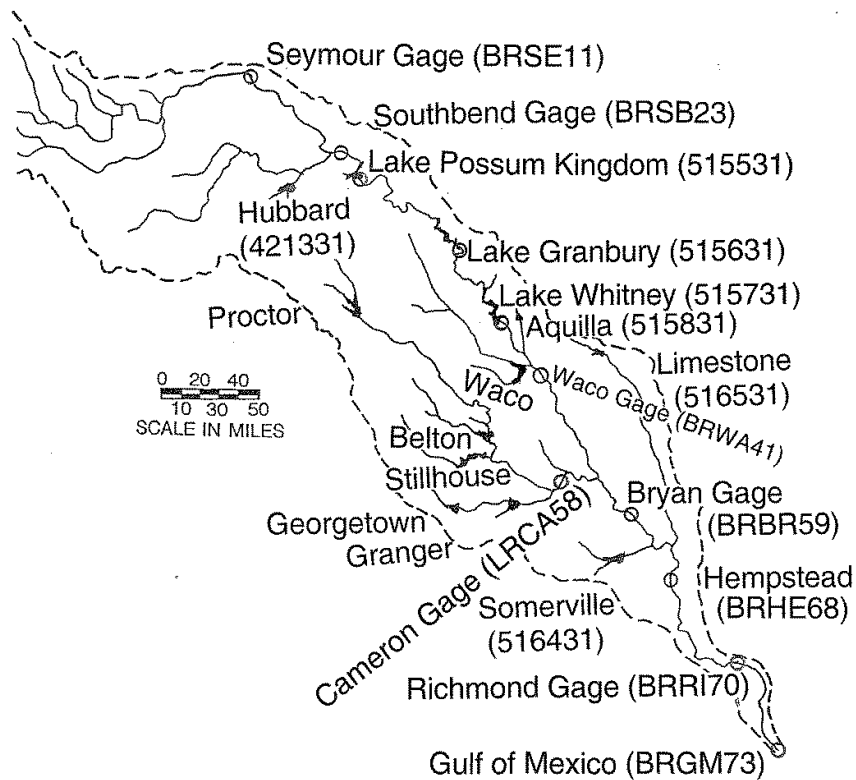 Seymour Gage (BRSE11)
Southbend Gage (BRSB23)
Lake Possum Kingdom (515531)
Hubbard
(421331)
Lake Granbury (515631)
Lake Whitney (515731)
Proctor
Aquilla (515831)
Limestone
(516531)
0 20 40
10 30 50
SCALE IN MILES
Waco
Waco Gage (BRWA41)
Belton
Stillhouse
Bryan Gage
(BRBR59)
Georgetown
Granger
Cameron Gage (LRCA58)
Hempstead
(BRHE68)
Somerville
(516431)
Richmond Gage (BRRI70)
Gulf of Mexico (BRGM73)